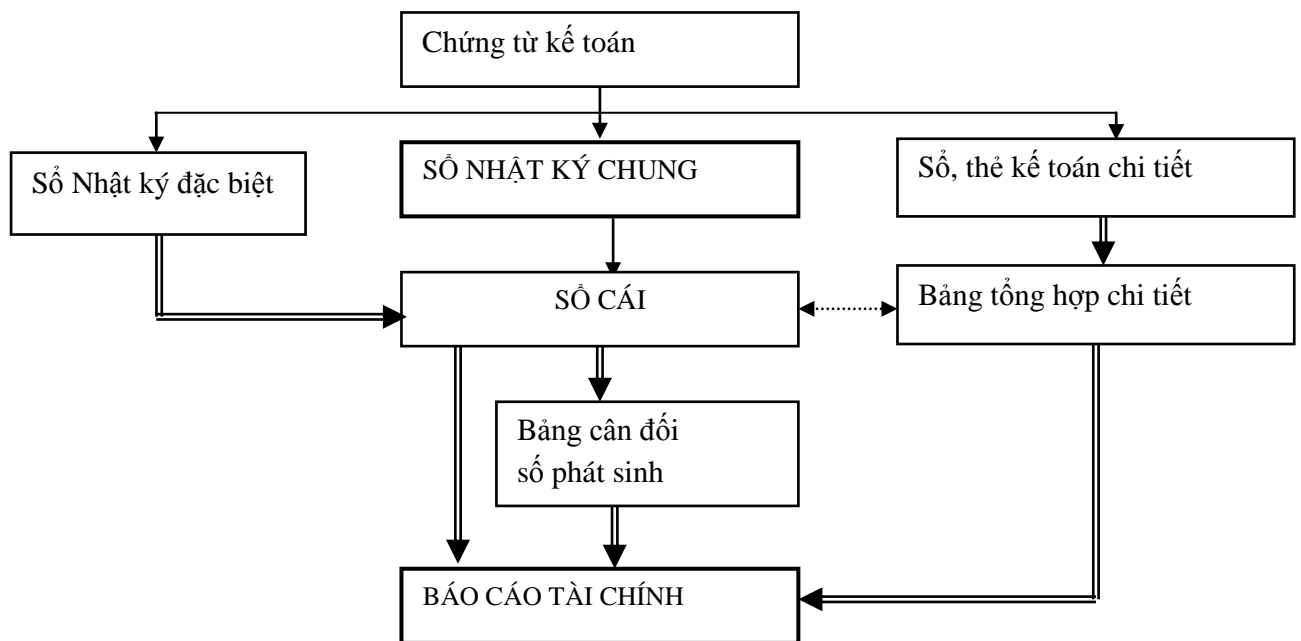 Chứng từ kế toán
Sổ Nhật ký đặc biệt
SỔ NHẬT KÝ CHUNG
Sổ, thẻ kế toán chi tiết
SỔ CÁI
Bảng tổng hợp chi tiết
Bảng cân đối
số phát sinh
BÁO CÁO TÀI CHÍNH